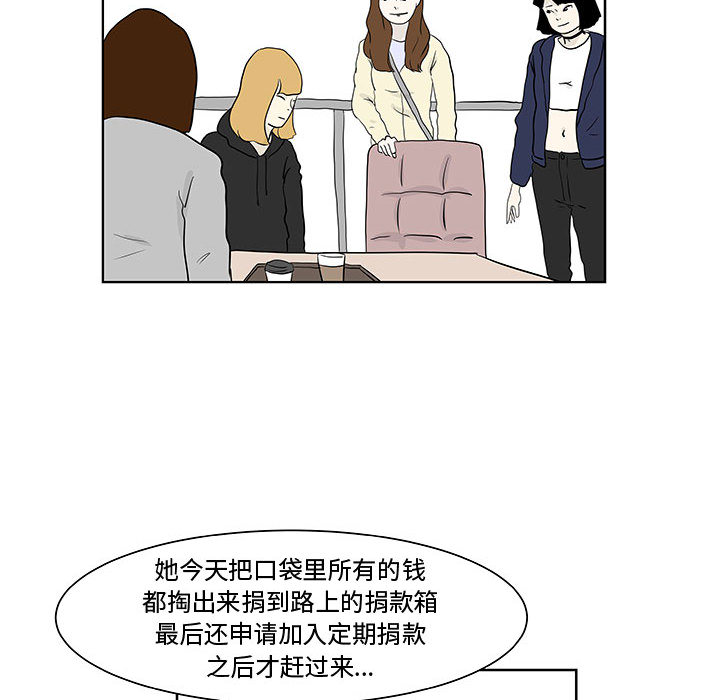 她今天把口袋里所有的钱
都掏出来捐到路上的捐款箱
最后还申请加入定期捐款
之后才赶过来...